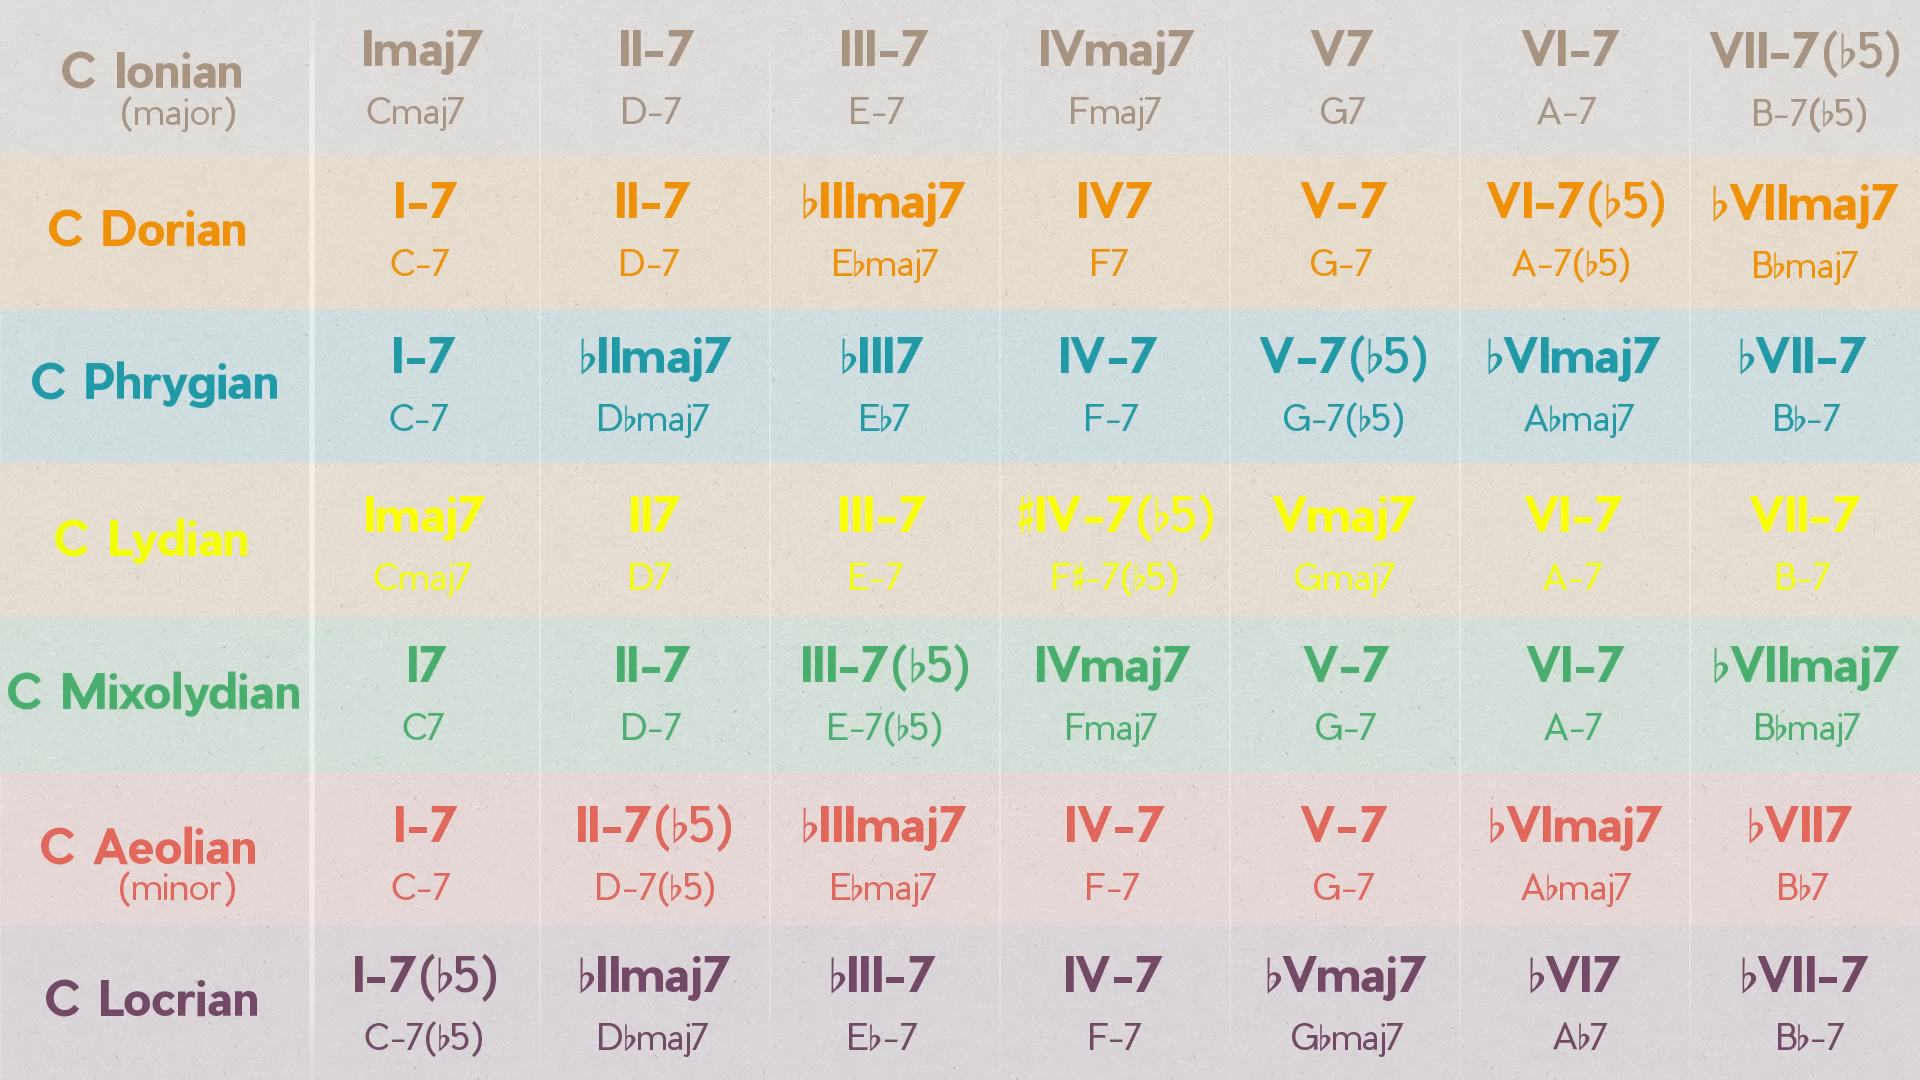 C Ionian
(major)
Imaj7 II-7 III-7 IVmaj7 V7 VI-7 VII-7(♭5)
Cmaj7 D-7 E-7 Fmaj7 G7 A-7 B-7(♭5)
C Dorian
I-7 II-7 ♭IIImaj7 IV7 V-7 VI-7(♭5) ♭VIImaj7
C-7 D-7 E♭maj7 F7 G-7 A-7(♭5) B♭maj7
C Phrygian
I-7 ♭IImaj7 ♭III7 IV-7 V-7(♭5) ♭VImaj7 ♭VII-7
C-7 D♭maj7 E♭7 F-7 G-7(♭5) A♭maj7 B♭-7
C Lydian
Imaj7 II7 III-7 ♯IV-7(♭5) Vmaj7 VI-7 VII-7
Cmaj7 D7 E-7 F♯-7(♭5) Gmaj7 A-7 B-7
C Mixolydian
I7 II-7 III-7(♭5) IVmaj7 V-7 VI-7 ♭VIImaj7
C7 D-7 E-7(♭5) Fmaj7 G-7 A-7 B♭maj7
C Aeolian
(minor)
I-7 II-7(♭5) ♭IIImaj7 IV-7 V-7 ♭VImaj7 ♭VII7
C-7 D-7(♭5) E♭maj7 F-7 G-7 A♭maj7 B♭7
C Locrian
I-7(♭5) ♭IImaj7 ♭III-7 IV-7 ♭Vmaj7 ♭VI7 ♭VII-7
C-7(♭5) D♭maj7 E♭-7 F-7 G♭maj7 A♭7 B♭-7